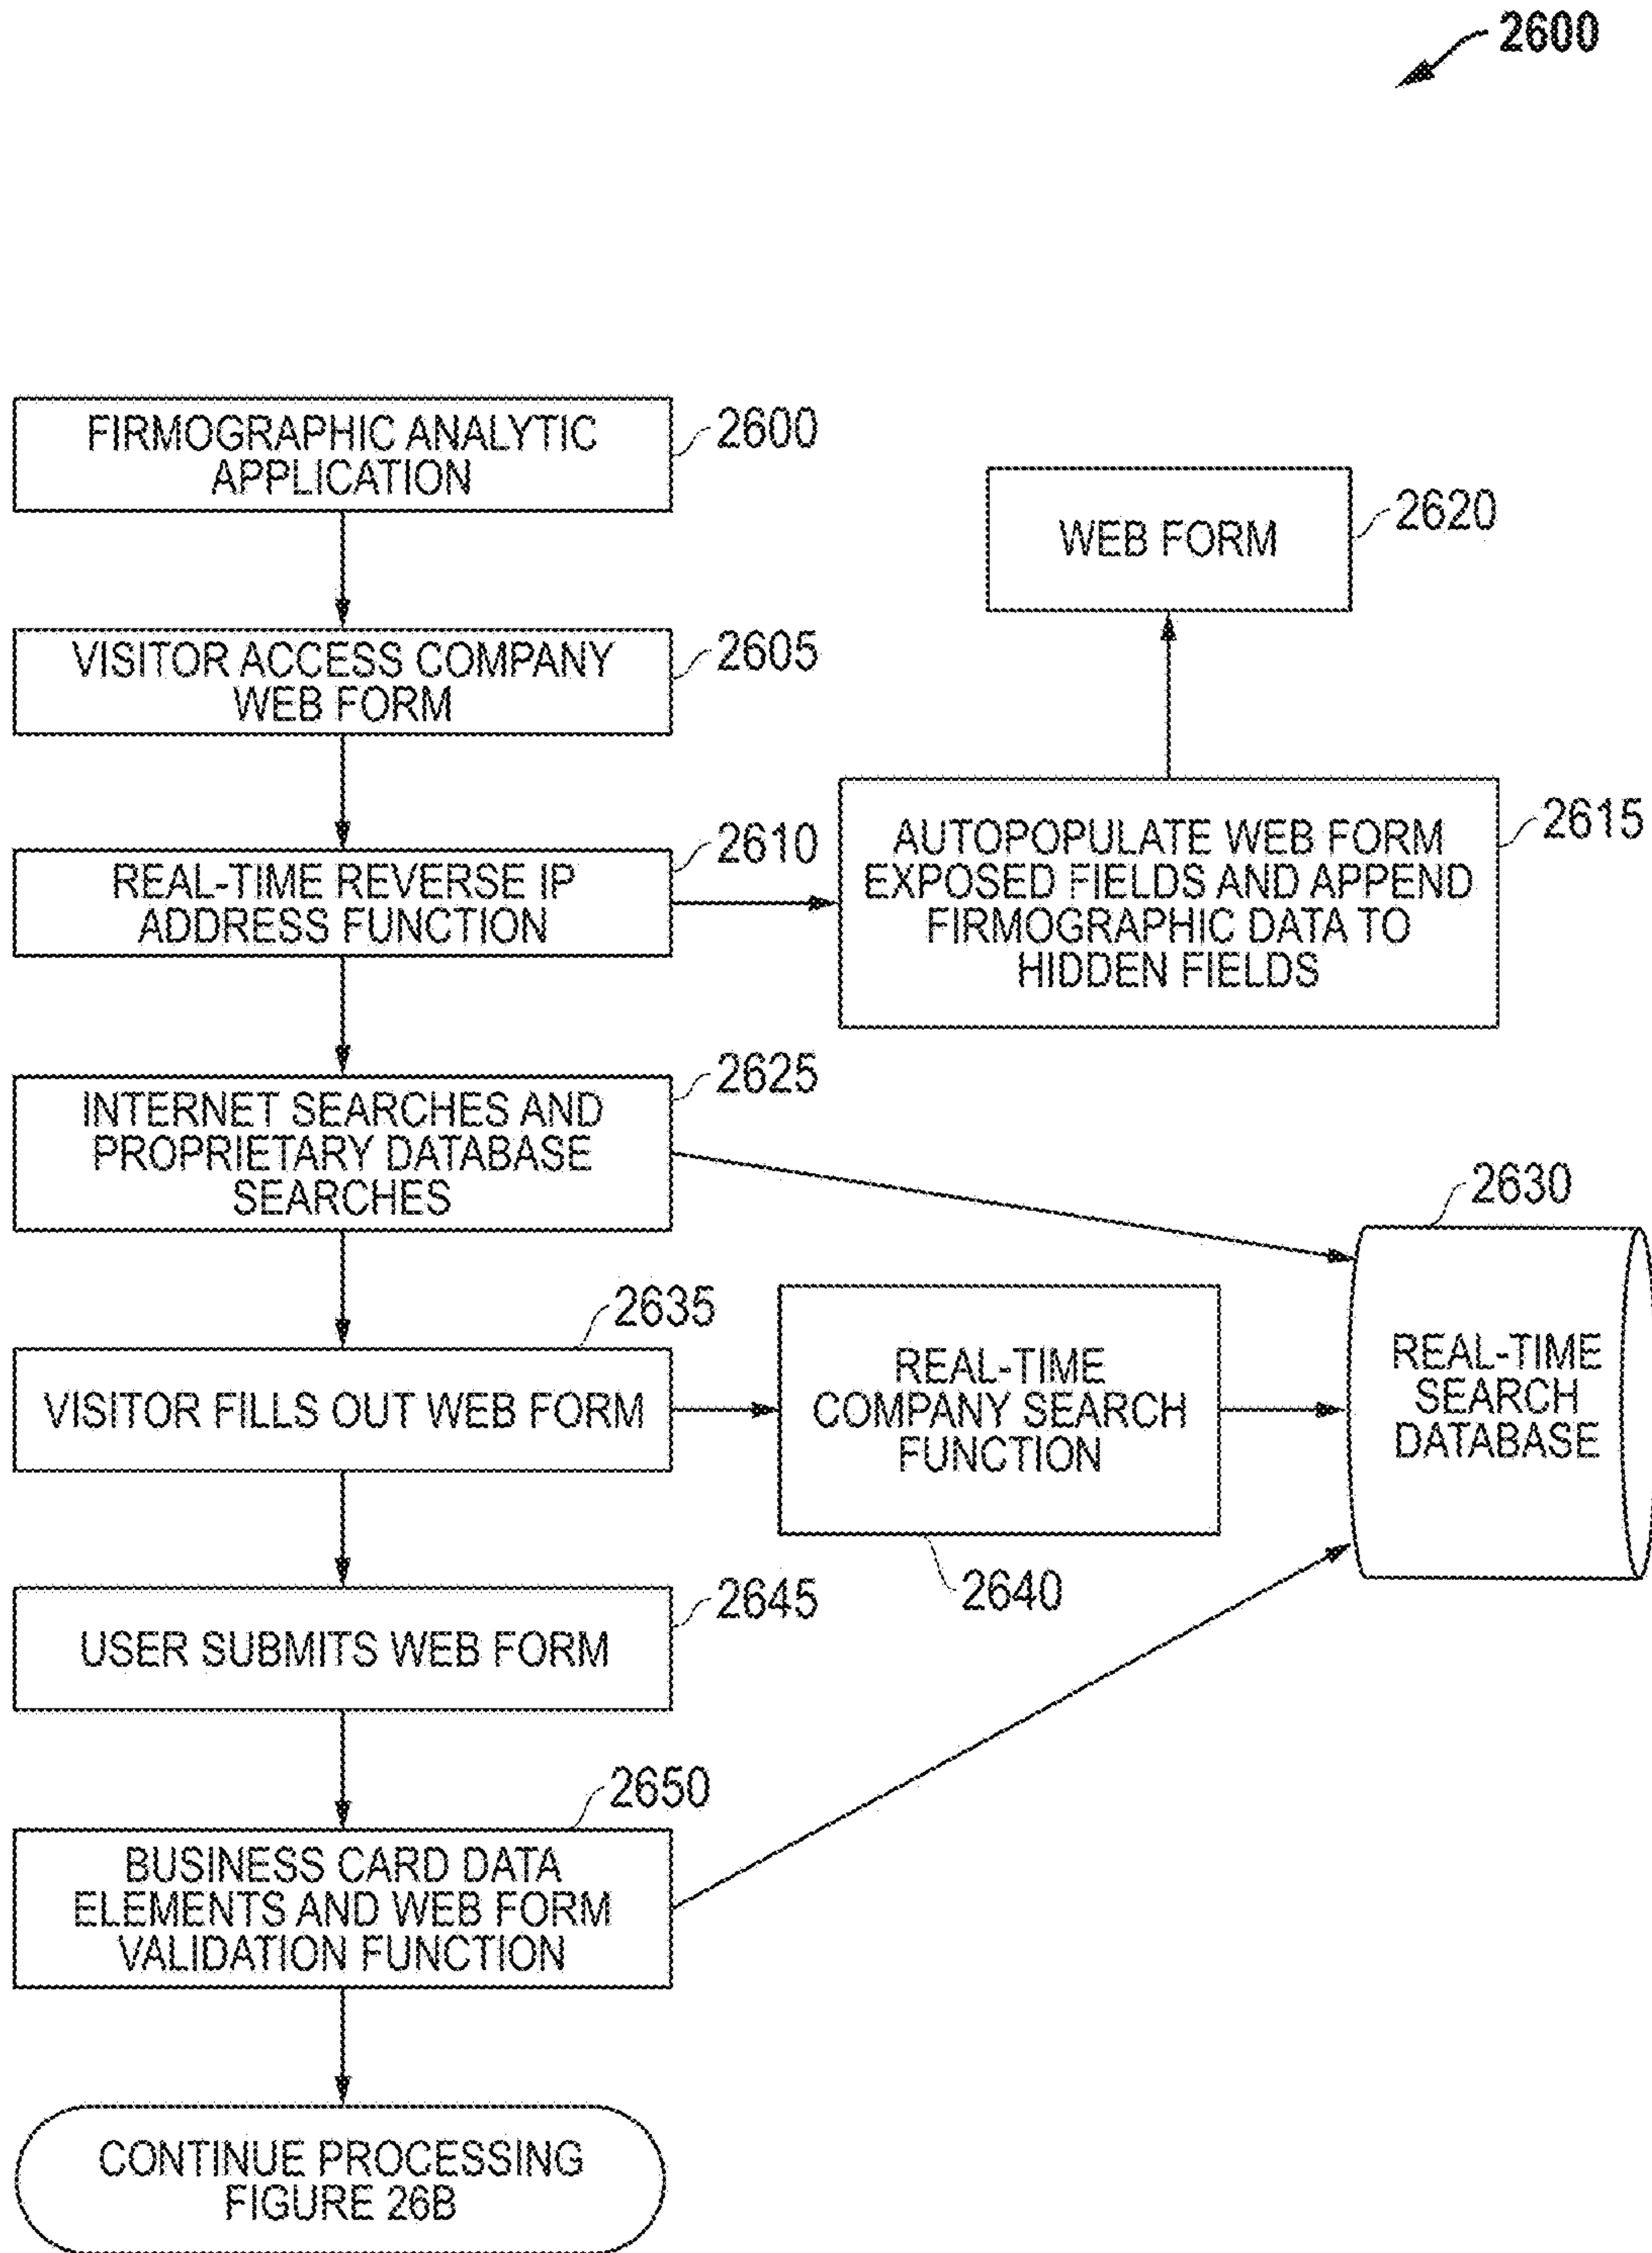 2600
FIRMOGRAPHIC ANALYTIC
APPLICATION
2600
WEB FORM
2620
VISITOR ACCESS COMPANY
WEB FORM
2605
REAL-TIME REVERSE IP
ADDRESS FUNCTION
2610
AUTOPOPULATE WEB FORM
EXPOSED FIELDS AND APPEND
FIRMOGRAPHIC DATA TO
HIDDEN FIELDS
2615
INTERNET SEARCHES AND
PROPRIETARY DATABASE
SEARCHES
2625
2630
REAL-TIME
SEARCH
DATABASE
2635
VISITOR FILLS OUT WEB FORM
REAL-TIME
COMPANY SEARCH
FUNCTION
2640
USER SUBMITS WEB FORM
2645
2650
BUSINESS CARD DATA
ELEMENTS AND WEB FORM
VALIDATION FUNCTION
CONTINUE PROCESSING
FIGURE 26B